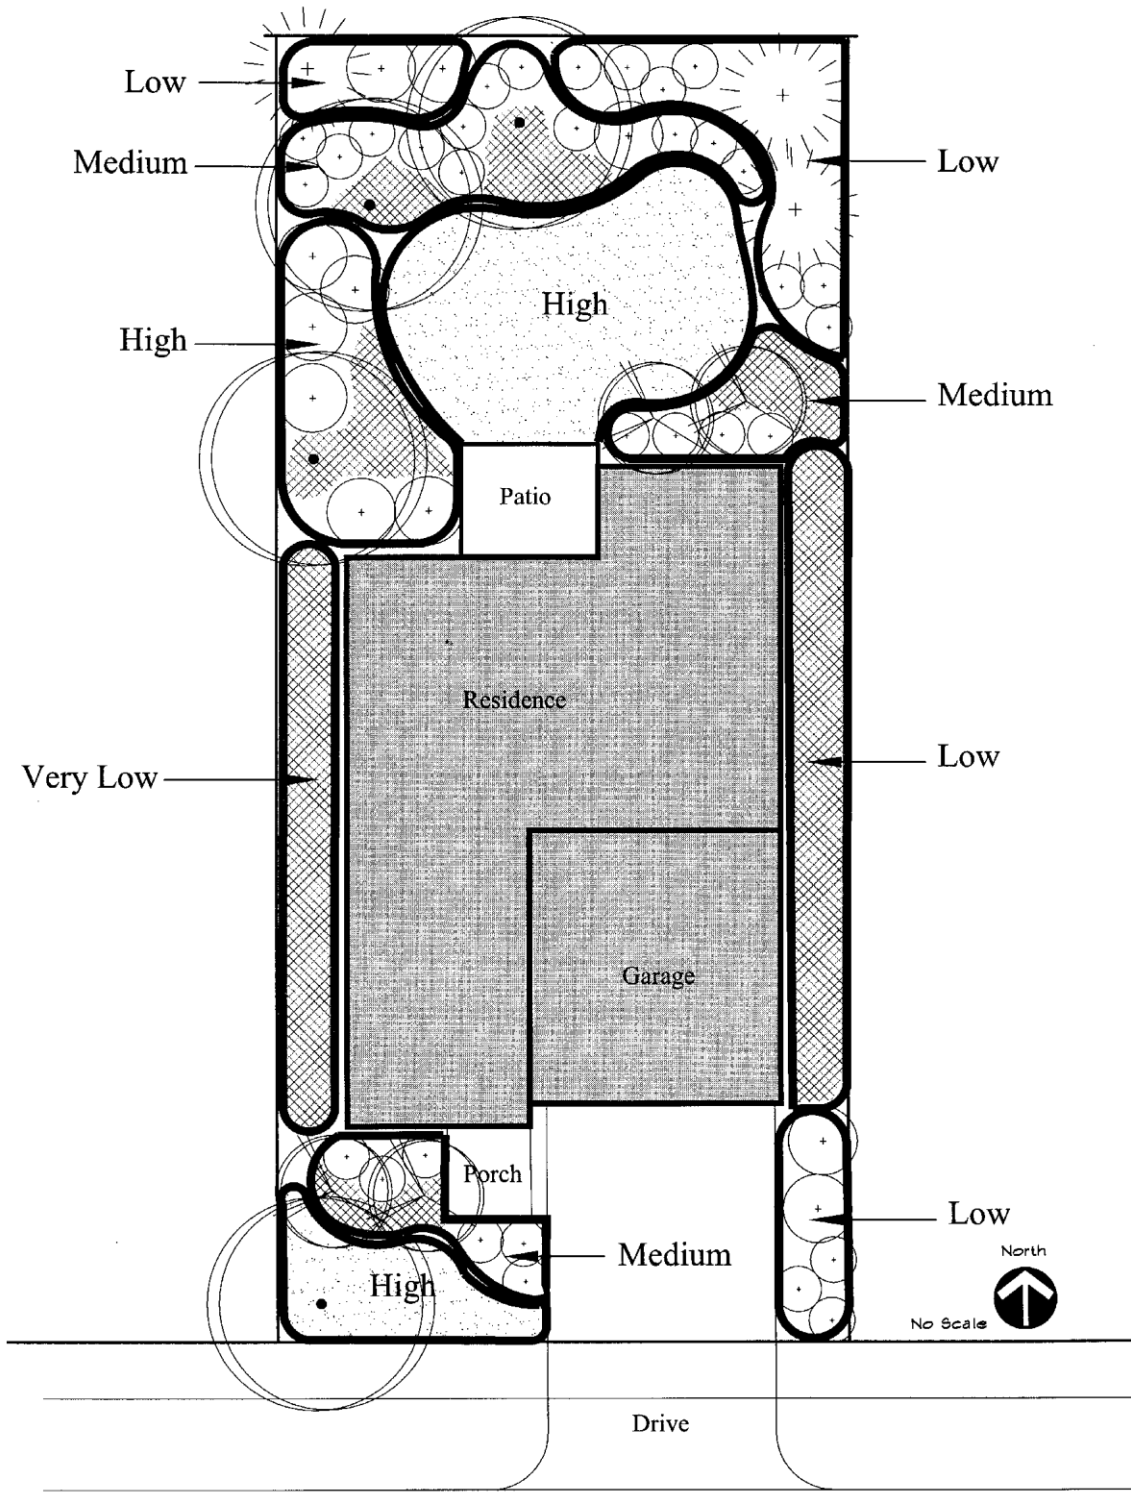 Low
Medium
Low
High
High
Medium
Patio
Residence
Very Low
Low
Garage
Porch
Low
Medium
North
High
No Scale
Drive